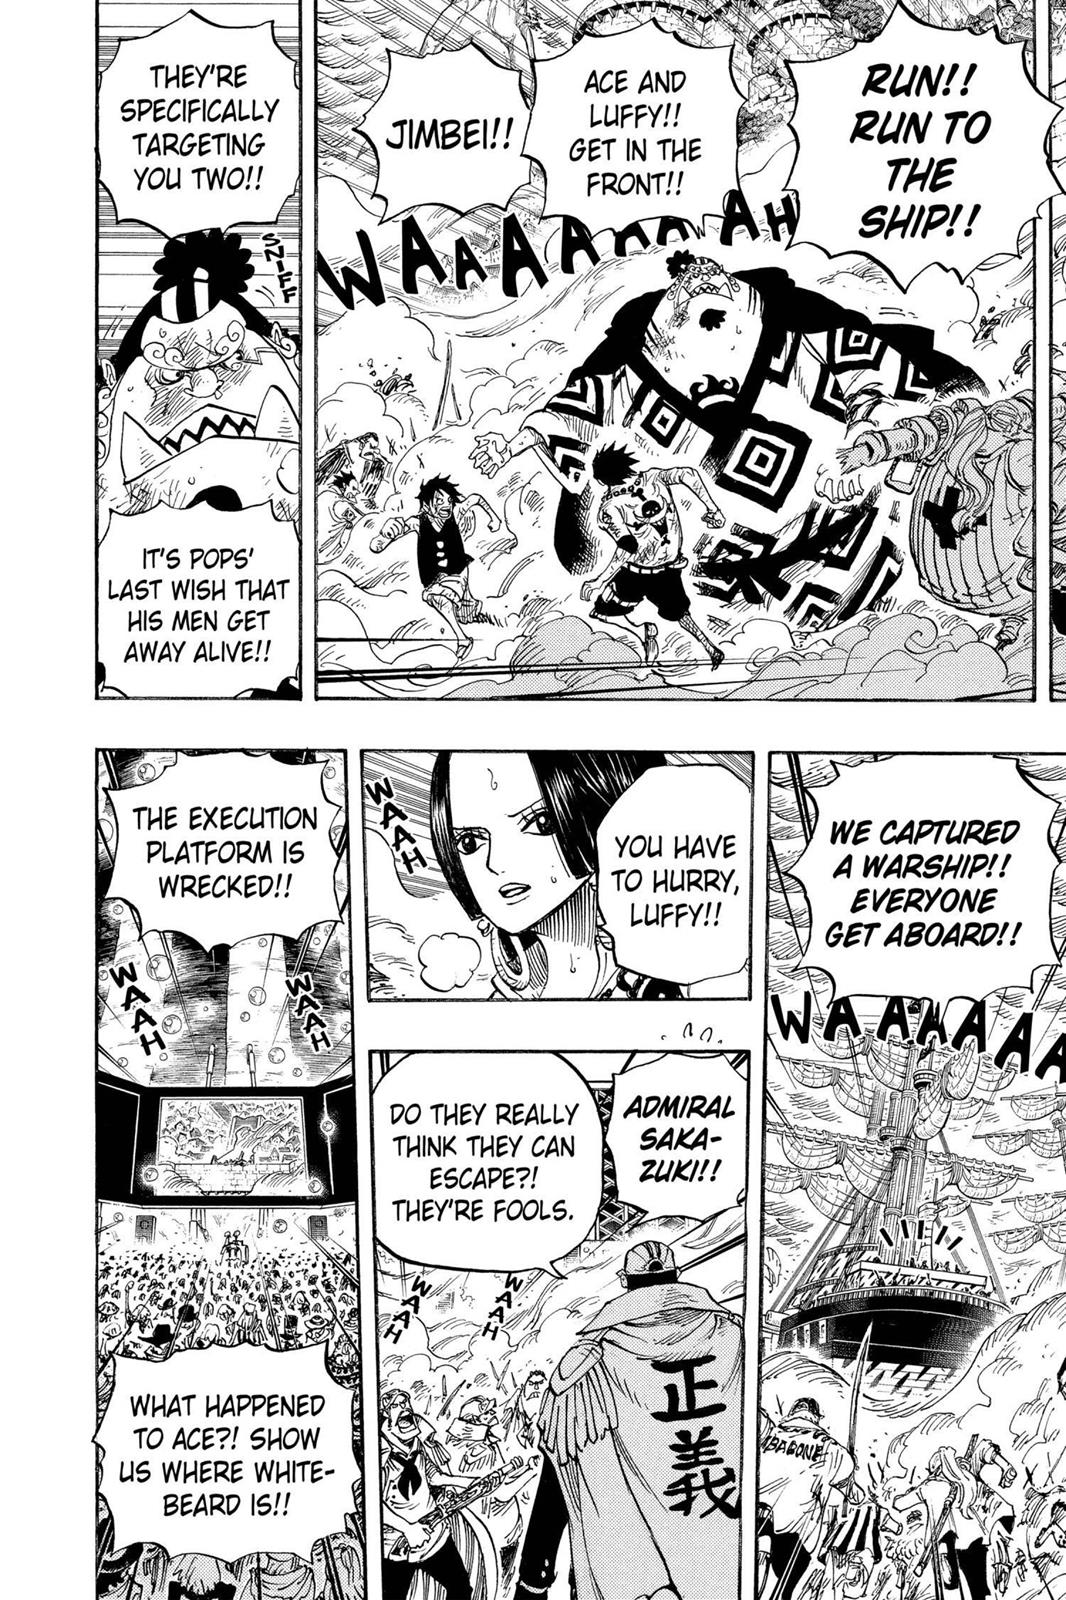 RUN!!
RUN TO
THE
SHIP!!
ACE AND
LUFFY!!
GET IN THE
FRONT!!
JIMBEI!!
WAAAAAAAAH
THEY'RE
SPECIFICALLY
TARGETING
YOU TWO!!
SNIFF
IT'S POPS'
LAST WISH THAT
HIS MEN GET
AWAY ALIVE!!
WE CAPTURED
A WARSHIP!!
EVERYONE
GET ABOARD!!
WAAAAAA
BAGONE
YOU HAVE
TO HURRY,
LUFFY!!
WAAH
ADMIRAL
SAKA-
ZUKI!!
DO THEY REALLY
THINK THEY CAN
ESCAPE?!
THEY'RE FOOLS.
WAAH
WAAH
正義
THE EXECUTION
PLATFORM IS
WRECKED!!
WAAH
WAAH
WHAT HAPPENED
TO ACE?! SHOW
US WHERE WHITE-
BEARD IS!!